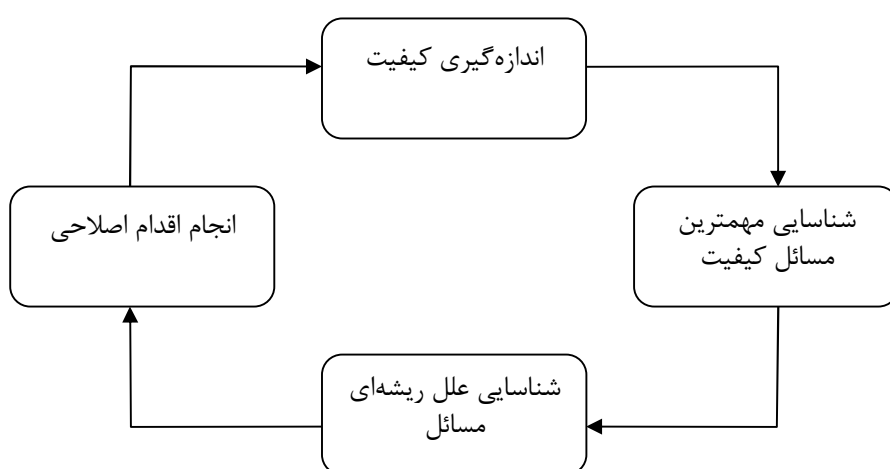 اندازه‌گیری کیفیت
شناسایی مهمترین
مسائل کیفیت
شناسایی علل ریشه‌ای
مسائل
انجام اقدام اصلاحی